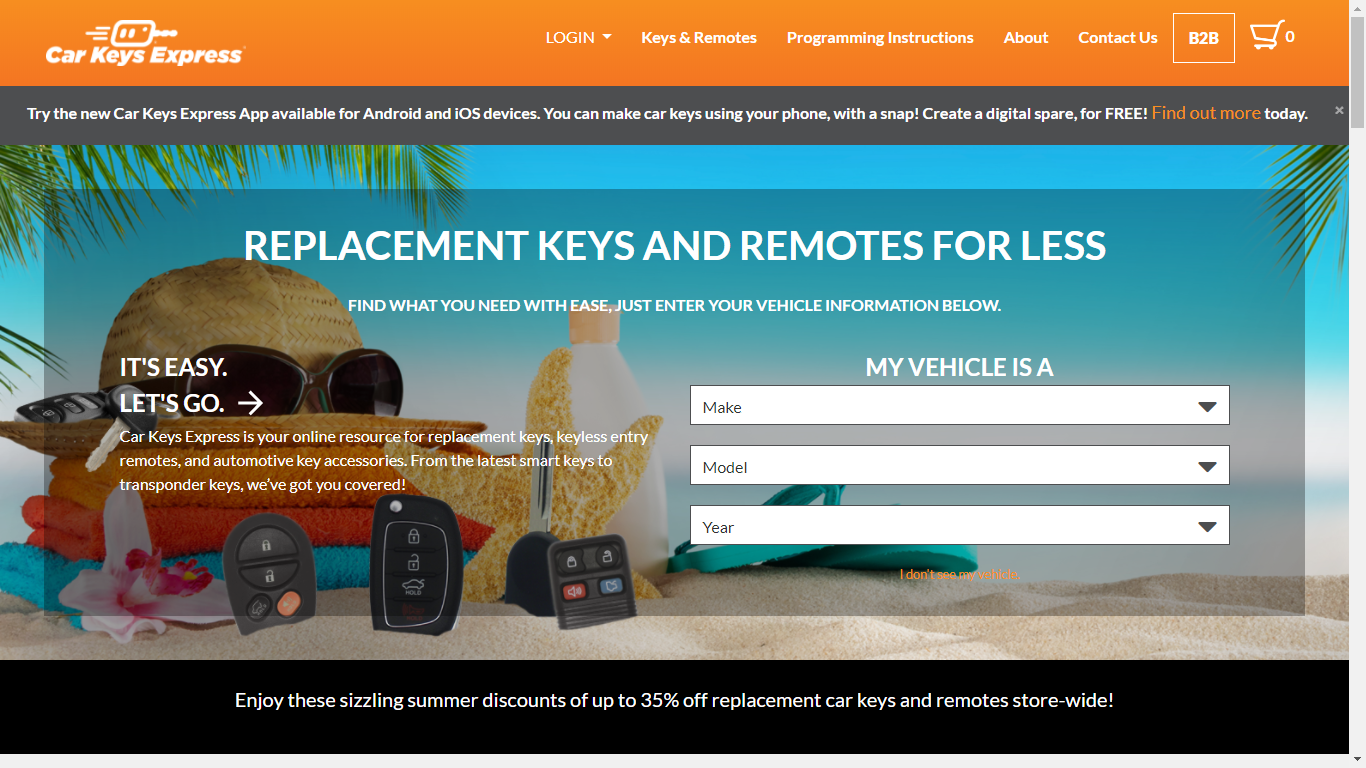 Car Keys Express
LOGIN
Keys & Remotes
Programming Instructions
About
Contact Us
B2B
0
Try the new Car Keys Express App available for Android and iOS devices. You can make car keys using your phone, with a snap! Create a digital spare, for FREE! Find out more today.
×
REPLACEMENT KEYS AND REMOTES FOR LESS
FIND WHAT YOU NEED WITH EASE, JUST ENTER YOUR VEHICLE INFORMATION BELOW.
IT'S EASY.
LET'S GO.
Car Keys Express is your online resource for replacement keys, keyless entry
remotes, and automotive key accessories. From the latest smart keys to
transponder keys, we've got you covered!
HOLD
MY VEHICLE IS A
Make
Model
Year
I don't see my vehicle.
Enjoy these sizzling summer discounts of up to 35% off replacement car keys and remotes store-wide!